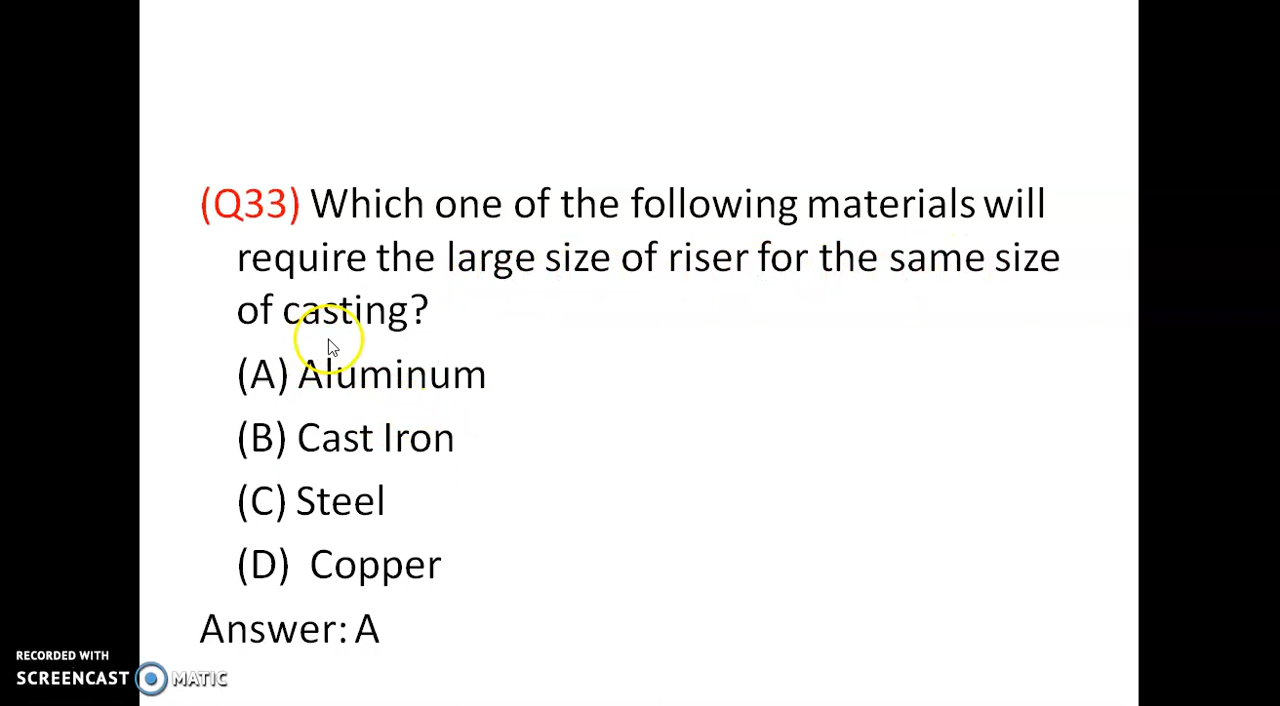 (Q33) Which one of the following materials will
require the large size of riser for the same size
of casting?
(A) Aluminum
(B) Cast Iron
(C) Steel
(D) Copper
Answer: A
RECORDED WITH
SCREENCAST MATIC